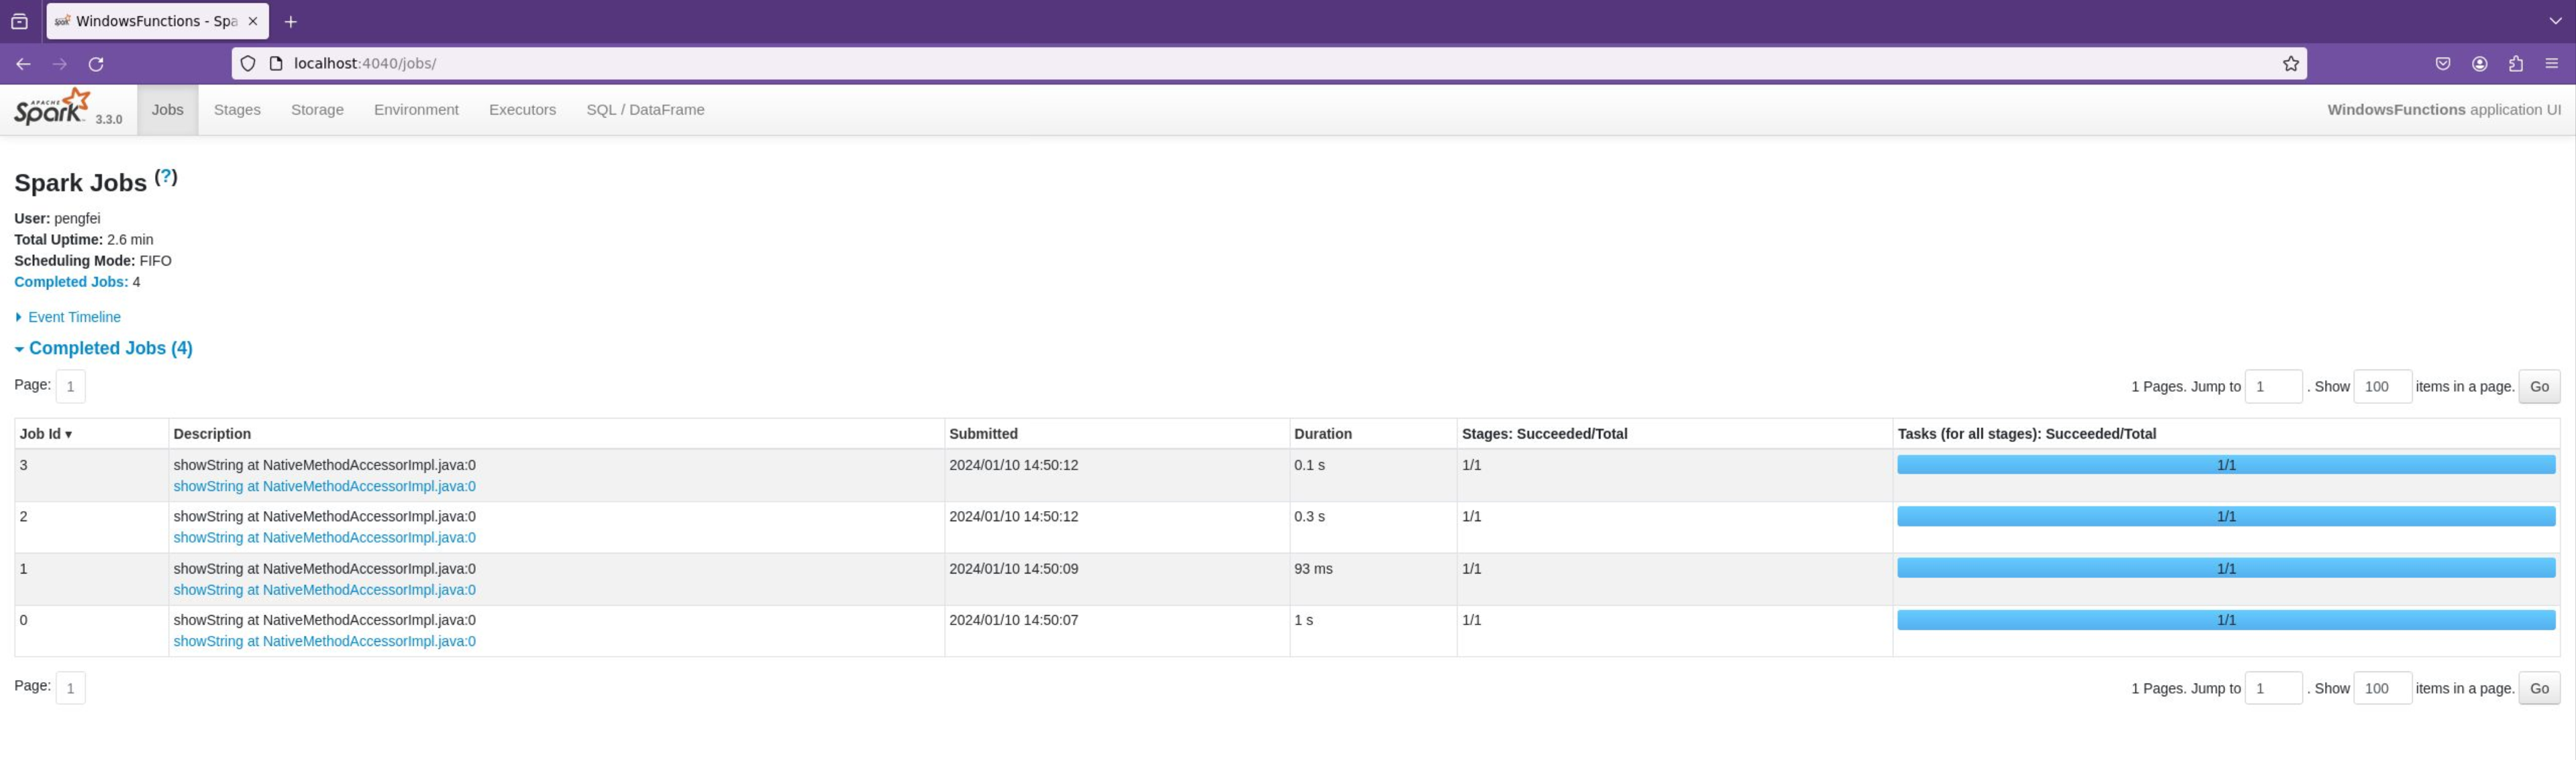 WindowsFunctions - Spa
localhost:4040/jobs/
APACHE Spark 3.3.0 Jobs Stages Storage Environment Executors SQL / DataFrame WindowsFunctions application UI
Spark Jobs (?)
User: pengfei
Total Uptime: 2.6 min
Scheduling Mode: FIFO
Completed Jobs: 4
Event Timeline
Completed Jobs (4)
Page: 1 1 Pages. Jump to 1 . Show 100 items in a page. Go
Job Id ▾ Description Submitted Duration Stages: Succeeded/Total Tasks (for all stages): Succeeded/Total
3 showString at NativeMethodAccessorImpl.java:0 2024/01/10 14:50:12 0.1 s 1/1 1/1
showString at NativeMethodAccessorImpl.java:0
2 showString at NativeMethodAccessorImpl.java:0 2024/01/10 14:50:12 0.3 s 1/1 1/1
showString at NativeMethodAccessorImpl.java:0
1 showString at NativeMethodAccessorImpl.java:0 2024/01/10 14:50:09 93 ms 1/1 1/1
showString at NativeMethodAccessorImpl.java:0
0 showString at NativeMethodAccessorImpl.java:0 2024/01/10 14:50:07 1 s 1/1 1/1
showString at NativeMethodAccessorImpl.java:0
Page: 1 1 Pages. Jump to 1 . Show 100 items in a page. Go